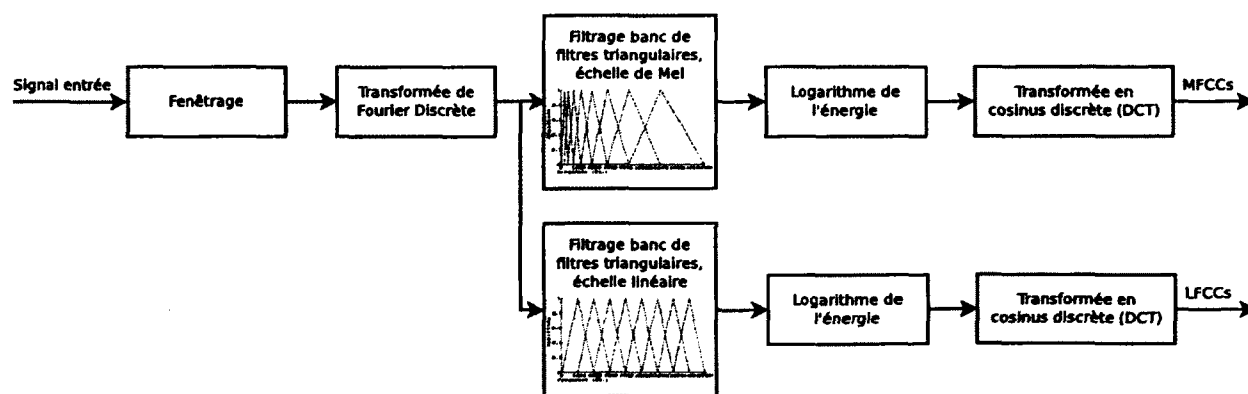 Signal entrée
Fenêtrage
Transformée de
Fourier Discrète
Filtrage banc de
filtres triangulaires,
échelle de Mel
Logarithme de
l'énergie
Transformée en
cosinus discrète (DCT)
MFCCs
Filtrage banc de
filtres triangulaires,
échelle linéaire
Logarithme de
l'énergie
Transformée en
cosinus discrète (DCT)
LFCCs